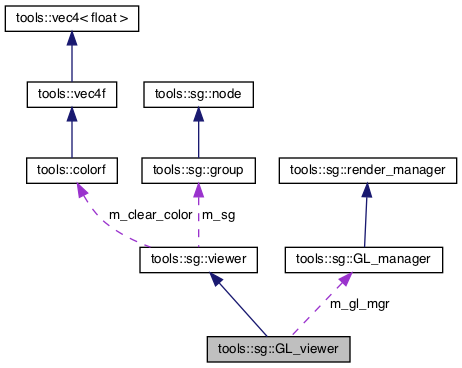 tools::vec4< float >
tools::vec4f
tools::sg::node
tools::colorf
tools::sg::group
tools::sg::render_manager
m_clear_color
m_sg
tools::sg::viewer
tools::sg::GL_manager
m_gl_mgr
tools::sg::GL_viewer